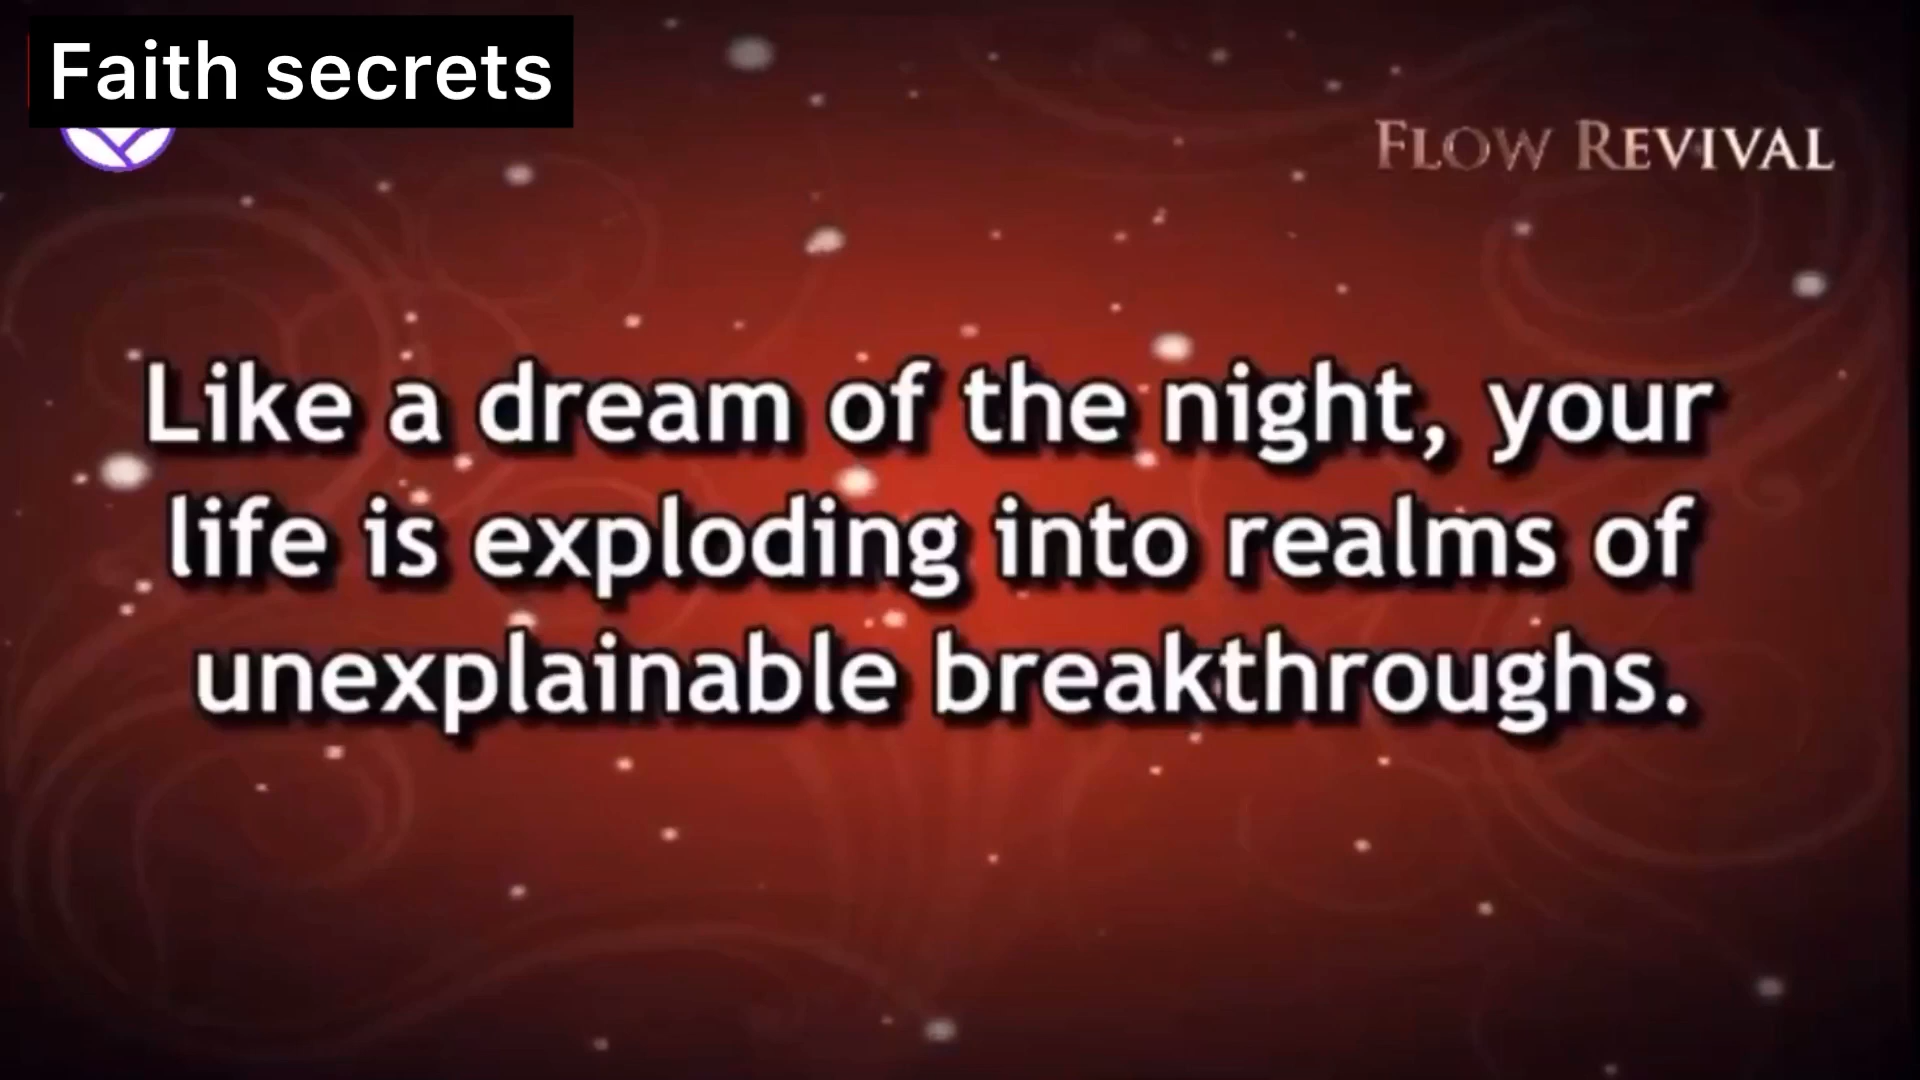 Faith secrets
FLOW REVIVAL
Like a dream of the night, your
life is exploding into realms of
unexplainable breakthroughs.